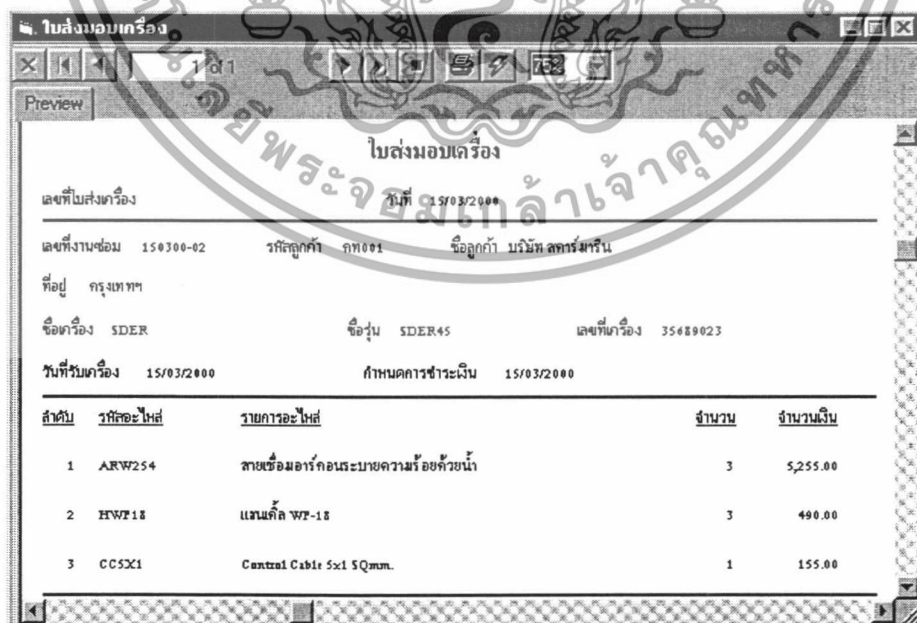 ใบส่งมอบเครื่อง
1 of 1 75%
Preview
ใบส่งมอบเครื่อง
เลขที่ใบส่งเครื่อง วันที่ 15/03/2000
เลขที่งานซ่อม 150300-02 รหัสลูกค้า กท001 ชื่อลูกค้า บริษัท สตาร์มารีน
ที่อยู่ กรุงเทพฯ
ชื่อเครื่อง SDER ชื่อรุ่น SDER45 เลขที่เครื่อง 35689023
วันที่รับเครื่อง 15/03/2000 กำหนดการชำระเงิน 15/03/2000
ลำดับ รหัสอะไหล่ รายการอะไหล่ จำนวน จำนวนเงิน
1 ARW254 สายเชื่อมอาร์กอนระบายความร้อยด้วยน้ำ 3 5,255.00
2 HWP18 แฮนเดิ้ล WP-18 3 490.00
3 CC5X1 Control Cable 5x1 SQmm. 1 155.00